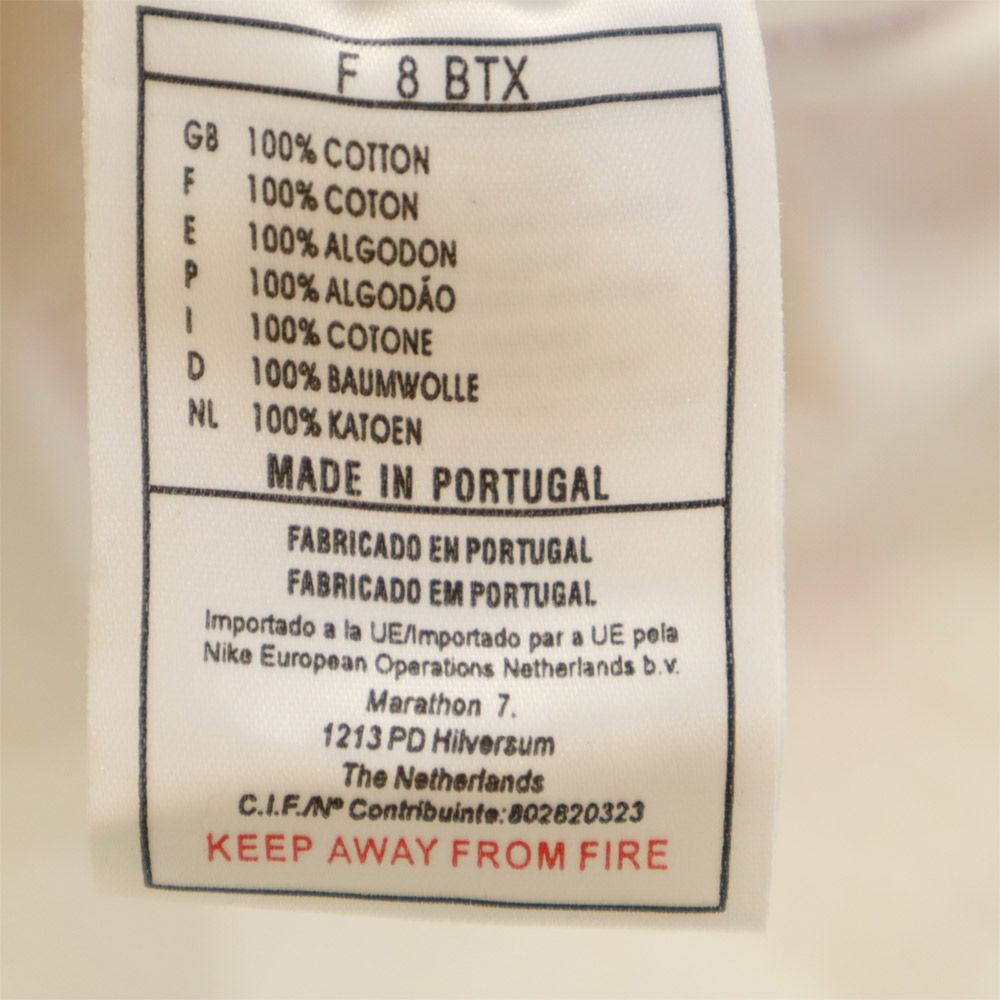 F 8 BTX
GB 100% COTTON
F 100% COTON
E 100% ALGODON
P 100% ALGODÃO
I 100% COTONE
D 100% BAUMWOLLE
NL 100% KATOEN
MADE IN PORTUGAL
FABRICADO EN PORTUGAL
FABRICADO EM PORTUGAL
Importado a la UE/Importado par a UE pela
Nike European Operations Netherlands b.v.
Marathon 7.
1213 PD Hilversum
The Netherlands
C.I.F./Nº Contribuinte: 802620323
KEEP AWAY FROM FIRE